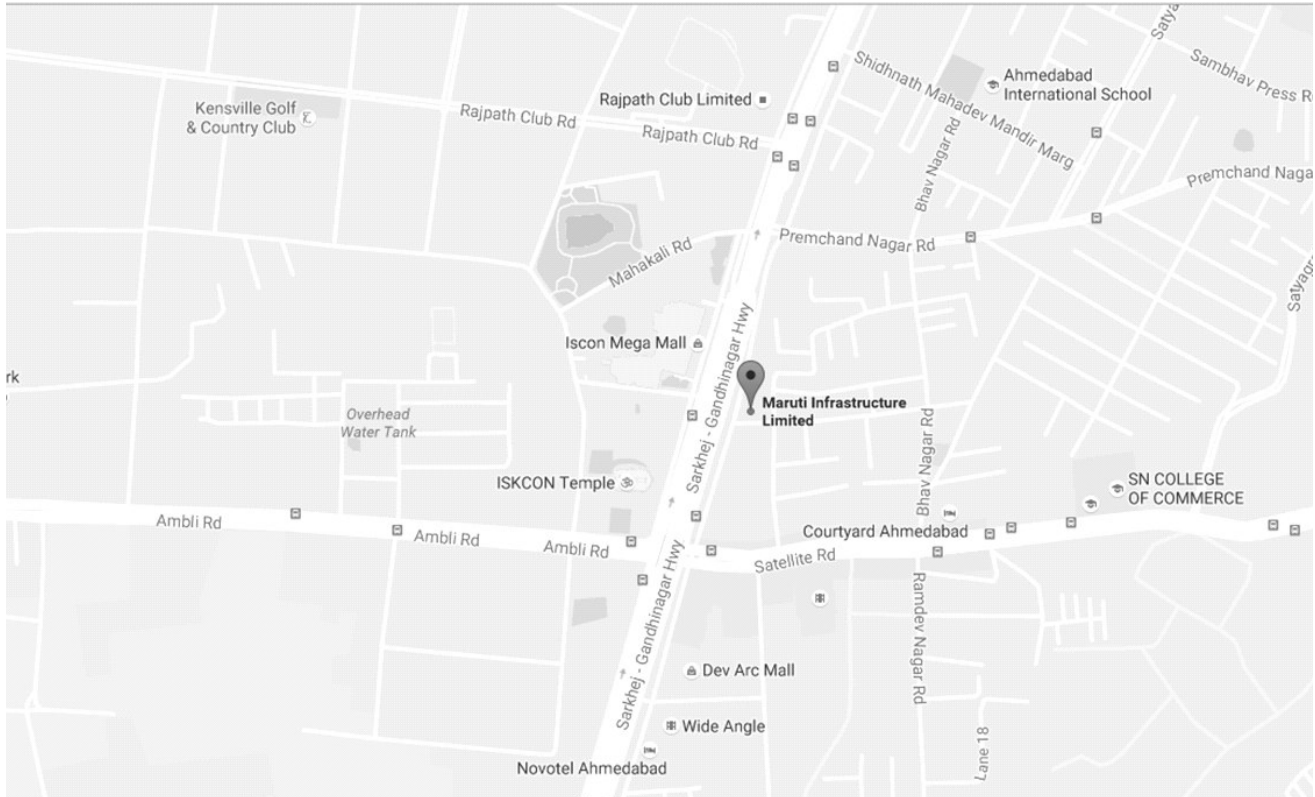 Satya
Shidhnath Mahadev Mandir Marg
Ahmedabad
International School
Sambhav Press Rd
Rajpath Club Limited
Kensville Golf
& Country Club
Rajpath Club Rd
Rajpath Club Rd
Bhav Nagar Rd
Premchand Naga
Mahakali Rd
Premchand Nagar Rd
Satyagra
Iscon Mega Mall
Sarkhej - Gandhinagar Hwy
rk
Maruti Infrastructure
Limited
Overhead
Water Tank
Bhav Nagar Rd
ISKCON Temple
SN COLLEGE
OF COMMERCE
Ambli Rd
Ambli Rd
Ambli Rd
Courtyard Ahmedabad
Satellite Rd
Sarkhej - Gandhinagar Hwy
Ramdev Nagar Rd
Dev Arc Mall
Wide Angle
Lane 18
Novotel Ahmedabad